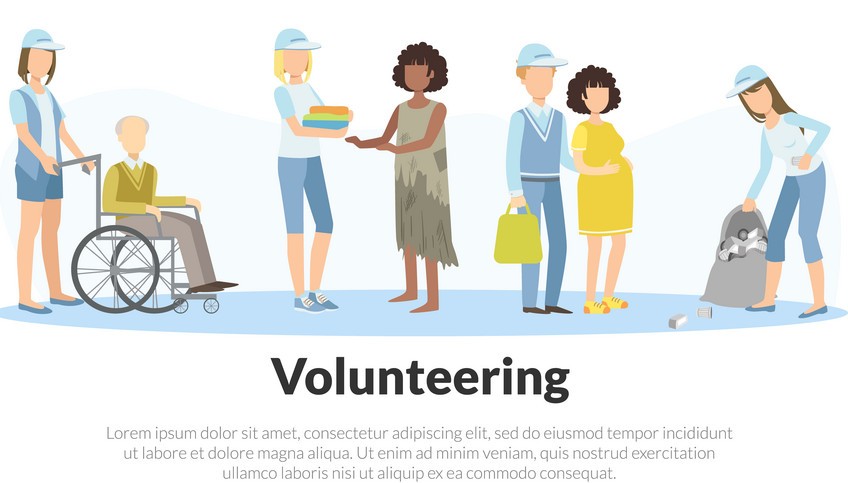 Volunteering
Lorem ipsum dolor sit amet, consectetur adipiscing elit, sed do eiusmod tempor incididunt
ut labore et dolore magna aliqua. Ut enim ad minim veniam, quis nostrud exercitation
ullamco laboris nisi ut aliquip ex ea commodo consequat.